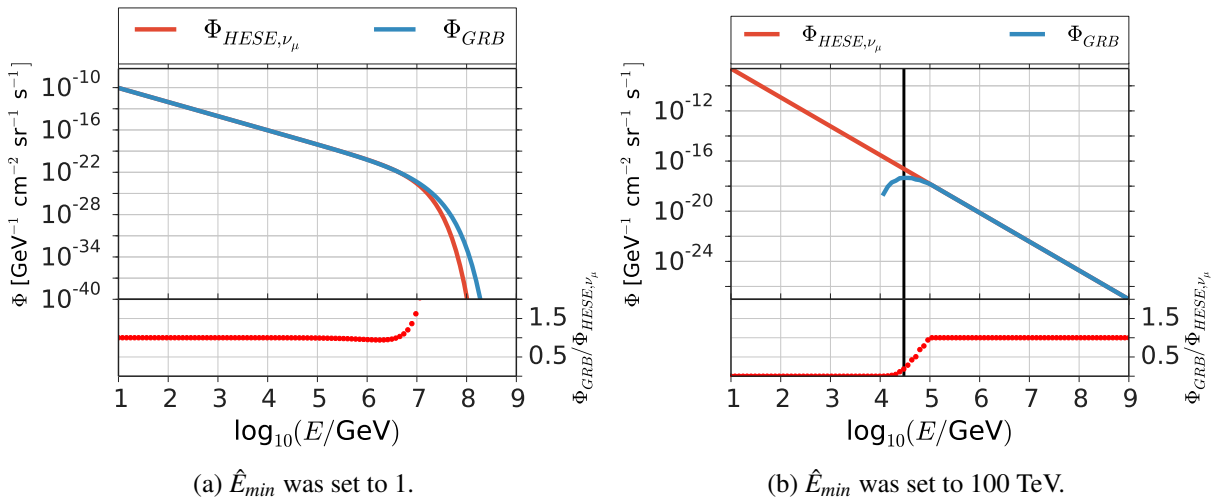 Φ_{HESE,ν_μ} Φ_{GRB}
Φ [GeV⁻¹ cm⁻² sr⁻¹ s⁻¹]
10⁻¹⁰
10⁻¹⁶
10⁻²²
10⁻²⁸
10⁻³⁴
10⁻⁴⁰
1.5
0.5
Φ_{GRB}/Φ_{HESE,ν_μ}
1 2 3 4 5 6 7 8 9
log₁₀(E/GeV)
(a) Ê_{min} was set to 1.
Φ_{HESE,ν_μ} Φ_{GRB}
Φ [GeV⁻¹ cm⁻² sr⁻¹ s⁻¹]
10⁻¹²
10⁻¹⁶
10⁻²⁰
10⁻²⁴
1.5
0.5
Φ_{GRB}/Φ_{HESE,ν_μ}
1 2 3 4 5 6 7 8 9
log₁₀(E/GeV)
(b) Ê_{min} was set to 100 TeV.